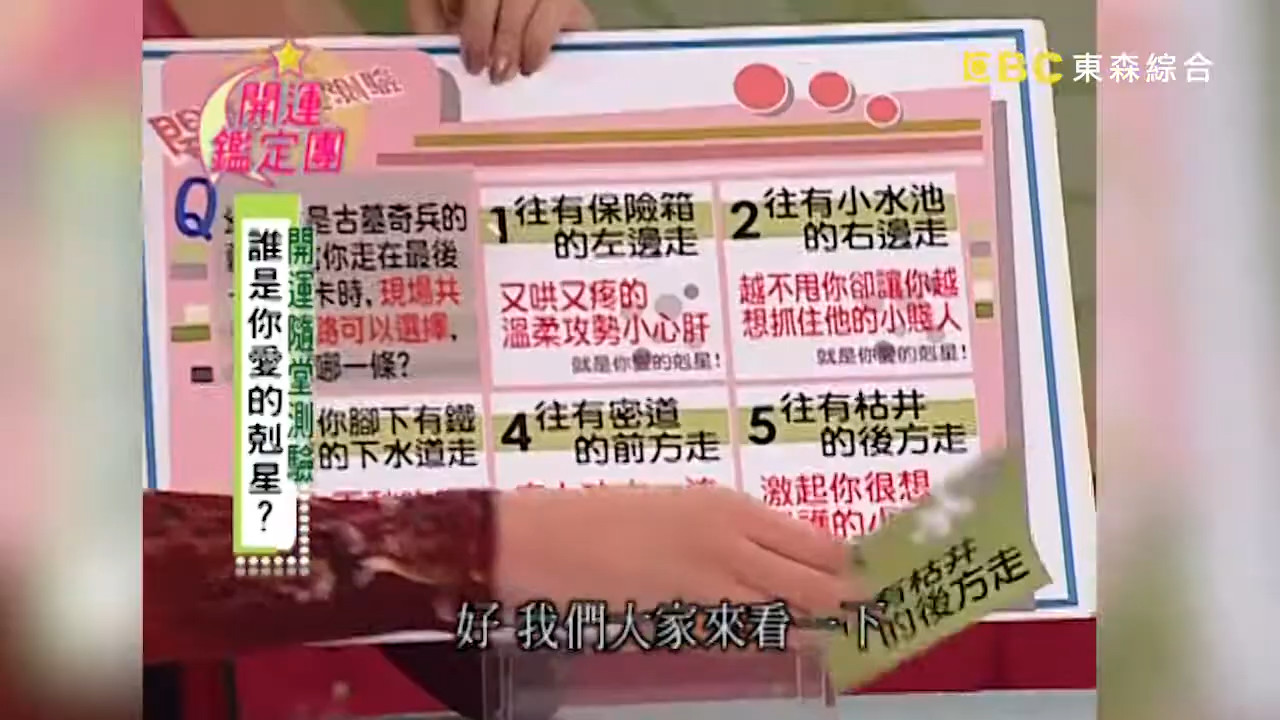 EBC 東森綜合
開運
鑑定團
誰是你愛的剋星？
開運隨堂測驗
Q
是古墓奇兵的
你走在最後
卡時，現場共
路可以選擇，
哪一條？
1 往有保險箱
的左邊走
又哄又疼的
溫柔攻勢小心肝
就是你愛的剋星！
2 往有小水池
的右邊走
越不甩你卻讓你越
想抓住他的小賤人
就是你愛的剋星！
你腳下有鐵
的下水道走
4 往有密道
的前方走
5 往有枯井
的後方走
激起你很想
的小
有枯井
的後方走
好 我們大家來看一下